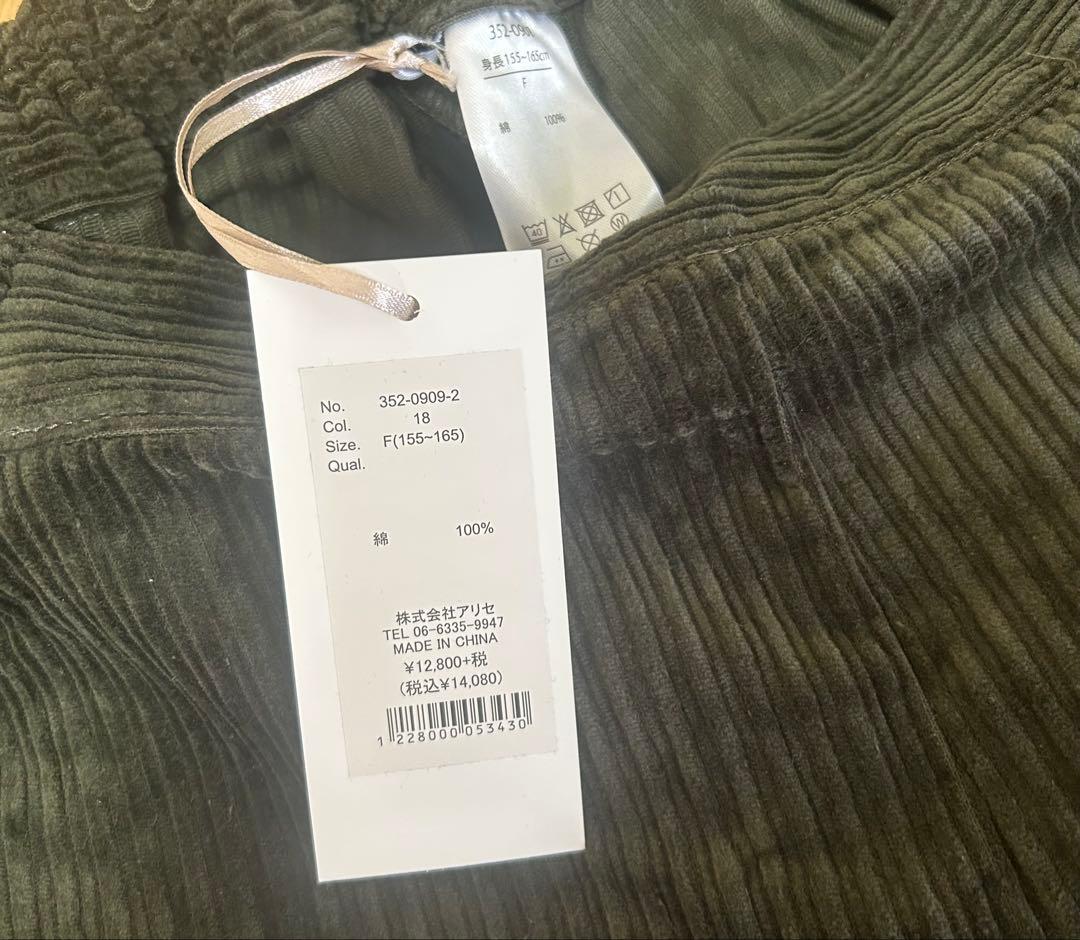 身長155~165cm
F
綿 100%
40
W
No. 352-0909-2
Col. 18
Size. F(155~165)
Qual.
綿 100%
株式会社アリセ
TEL 06-6335-9947
MADE IN CHINA
¥12,800+税
(税込¥14,080)
1 228000 053430